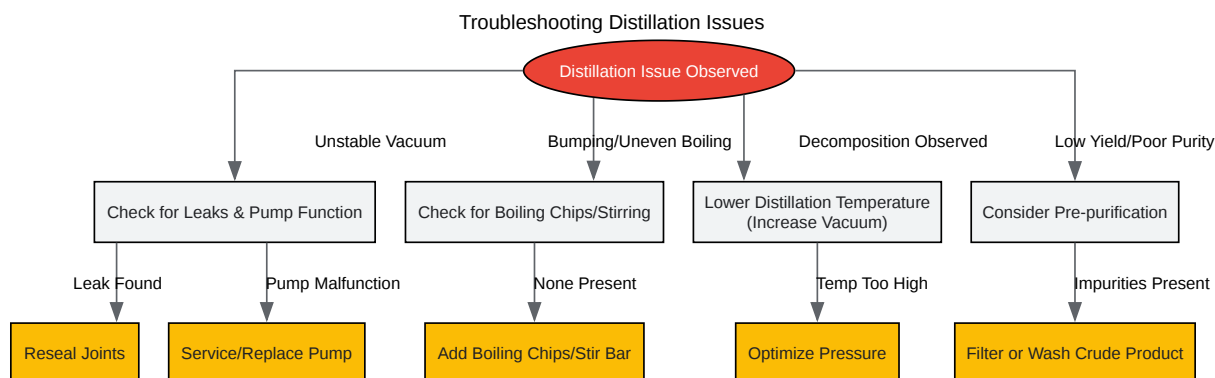 Troubleshooting Distillation Issues
Distillation Issue Observed
Unstable Vacuum
Bumping/Uneven Boiling
Decomposition Observed
Low Yield/Poor Purity
Check for Leaks & Pump Function
Check for Boiling Chips/Stirring
Lower Distillation Temperature
(Increase Vacuum)
Consider Pre-purification
Leak Found
Pump Malfunction
None Present
Temp Too High
Impurities Present
Reseal Joints
Service/Replace Pump
Add Boiling Chips/Stir Bar
Optimize Pressure
Filter or Wash Crude Product